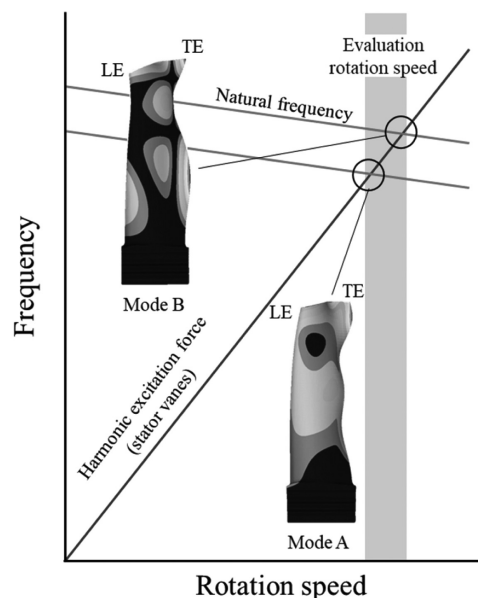 TE
LE
Evaluation
rotation speed
Natural frequency
Mode B
Frequency
Harmonic excitation force
(stator vanes)
TE
LE
Mode A
Rotation speed